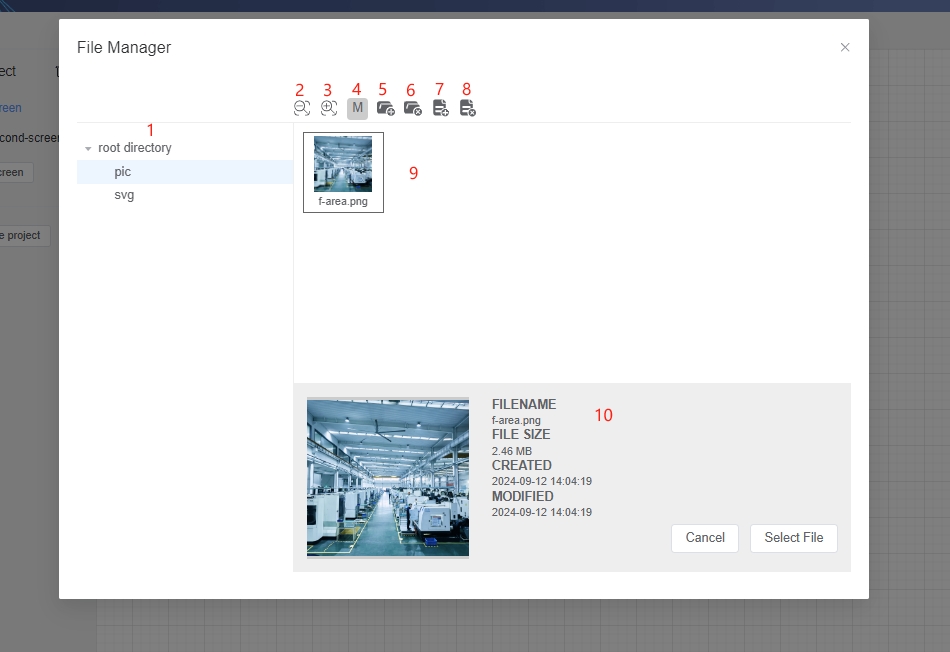 File Manager
ect
reen
cond-screen
creen
e project
2 3 4 5 6 7 8
M
1
root directory
pic
svg
f-area.png
9
FILENAME
f-area.png
10
FILE SIZE
2.46 MB
CREATED
2024-09-12 14:04:19
MODIFIED
2024-09-12 14:04:19
Cancel
Select File